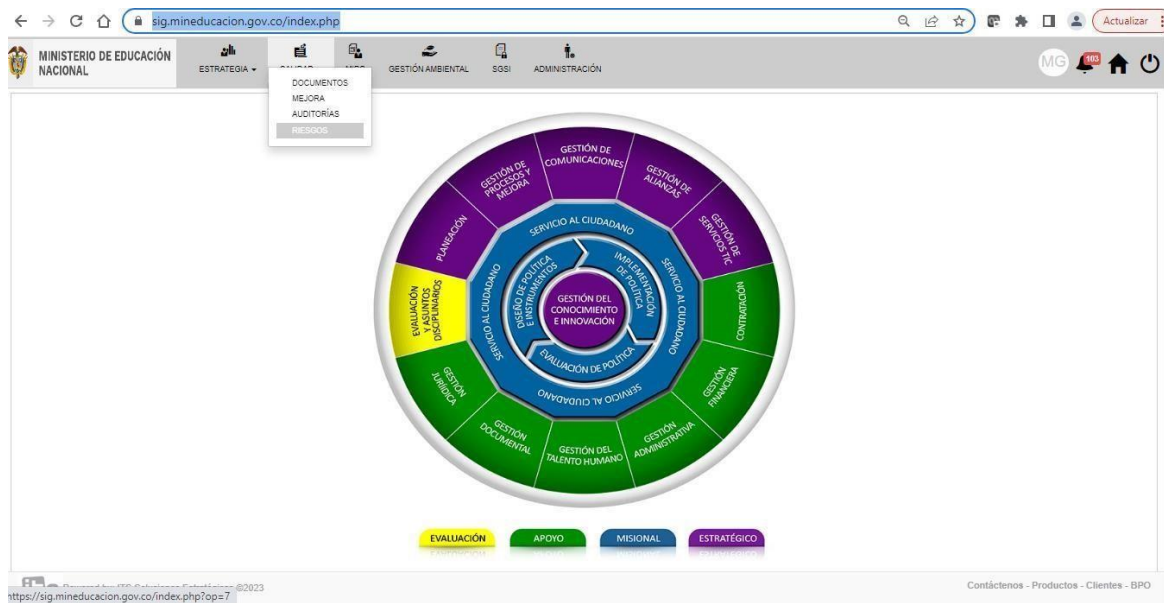 sig.mineducacion.gov.co/index.php
Actualizar
MINISTERIO DE EDUCACIÓN
NACIONAL
ESTRATEGIA
GESTIÓN AMBIENTAL
SGSI
ADMINISTRACIÓN
MG
103
DOCUMENTOS
MEJORA
AUDITORÍAS
RIESGOS
GESTIÓN DE
COMUNICACIONES
GESTIÓN DE
PROCESOS Y
MEJORA
GESTIÓN DE
ALIANZAS
PLANEACIÓN
GESTIÓN DE
SERVICIOS TIC
SERVICIO AL CIUDADANO
DISEÑO DE POLÍTICA
E INSTRUMENTOS
IMPLEMENTACIÓN
DE POLÍTICA
SERVICIO AL CIUDADANO
SERVICIO AL CIUDADANO
EVALUACIÓN
Y ASUNTOS
DISCIPLINARIOS
GESTIÓN DEL
CONOCIMIENTO
E INNOVACIÓN
CONTRATACIÓN
EVALUACIÓN DE POLÍTICA
SERVICIO AL CIUDADANO
GESTIÓN
JURÍDICA
GESTIÓN
FINANCIERA
GESTIÓN
DOCUMENTAL
GESTIÓN DEL
TALENTO HUMANO
GESTIÓN
ADMINISTRATIVA
EVALUACIÓN
APOYO
MISIONAL
ESTRATÉGICO
©2023
Contáctenos - Productos - Clientes - BPO
https://sig.mineducacion.gov.co/index.php?op=7